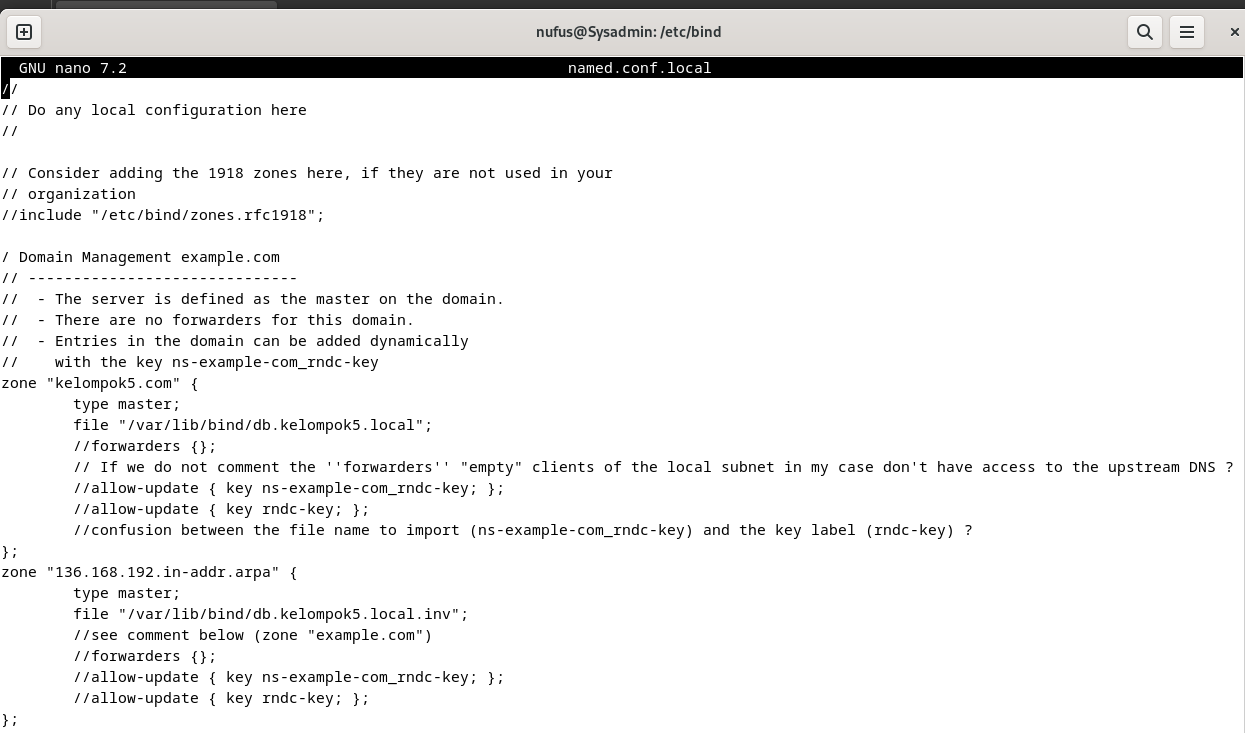 nufus@Sysadmin: /etc/bind
GNU nano 7.2 named.conf.local
//
// Do any local configuration here
//
// Consider adding the 1918 zones here, if they are not used in your
// organization
//include "/etc/bind/zones.rfc1918";
/ Domain Management example.com
// ------------------------------
//  - The server is defined as the master on the domain.
//  - There are no forwarders for this domain.
//  - Entries in the domain can be added dynamically
//    with the key ns-example-com_rndc-key
zone "kelompok5.com" {
        type master;
        file "/var/lib/bind/db.kelompok5.local";
        //forwarders {};
        // If we do not comment the ''forwarders'' "empty" clients of the local subnet in my case don't have access to the upstream DNS ?
        //allow-update { key ns-example-com_rndc-key; };
        //allow-update { key rndc-key; };
        //confusion between the file name to import (ns-example-com_rndc-key) and the key label (rndc-key) ?
};
zone "136.168.192.in-addr.arpa" {
        type master;
        file "/var/lib/bind/db.kelompok5.local.inv";
        //see comment below (zone "example.com")
        //forwarders {};
        //allow-update { key ns-example-com_rndc-key; };
        //allow-update { key rndc-key; };
};